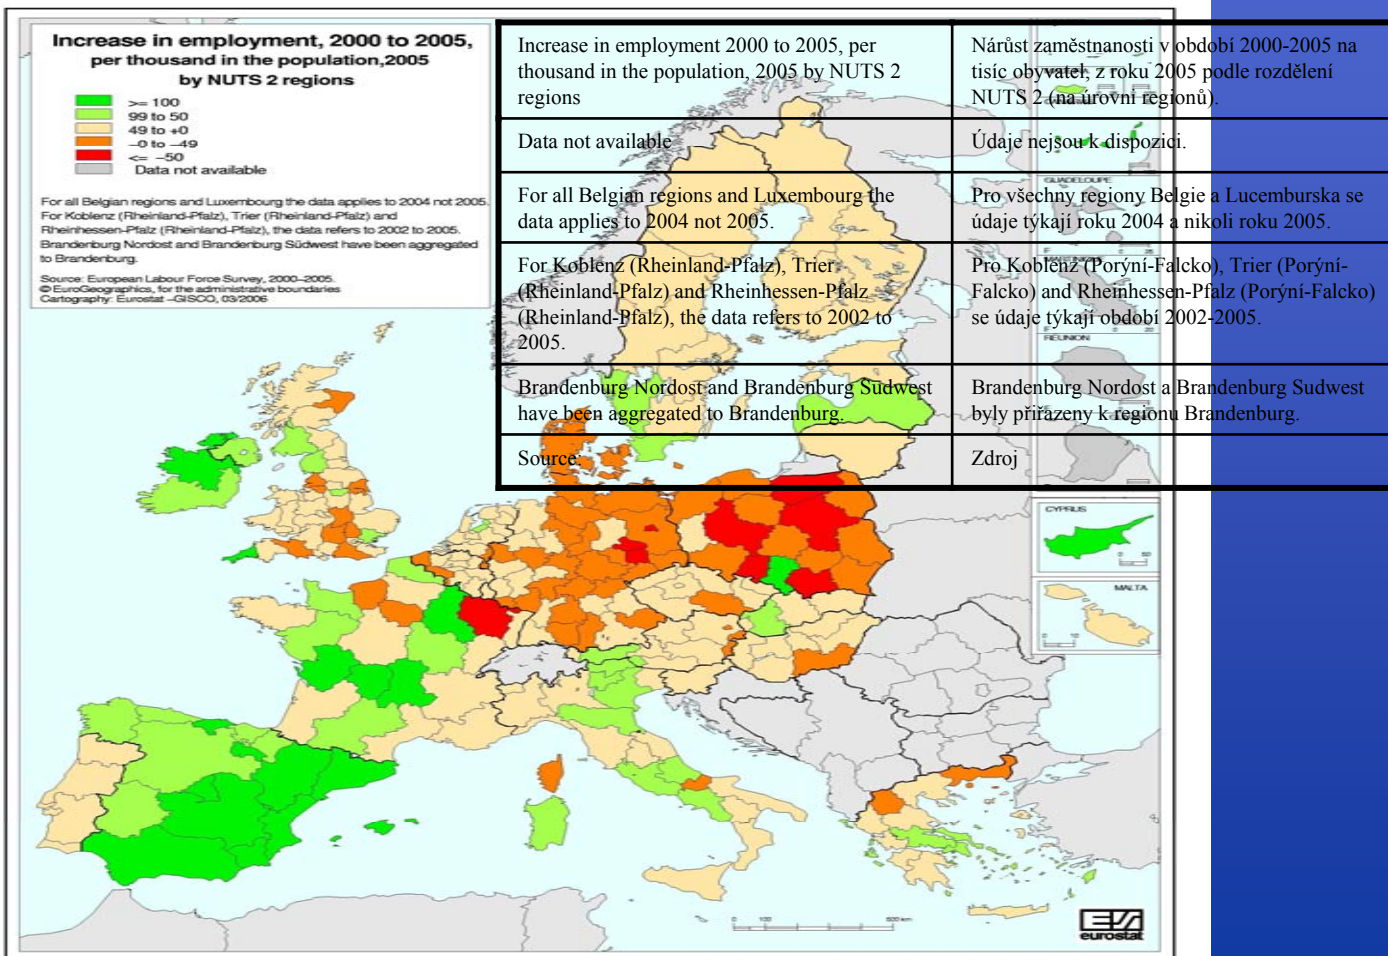 Increase in employment, 2000 to 2005,
per thousand in the population,2005
by NUTS 2 regions
>= 100
99 to 50
49 to +0
−0 to −49
<= −50
Data not available
For all Belgian regions and Luxembourg the data applies to 2004 not 2005.
For Koblenz (Rheinland-Pfalz), Trier (Rheinland-Pfalz) and
Rheinhessen-Pfalz (Rheinland-Pfalz), the data refers to 2002 to 2005.
Brandenburg Nordost and Brandenburg Südwest have been aggregated
to Brandenburg.
Source: European Labour Force Survey, 2000–2005.
© EuroGeographics, for the administrative boundaries
Cartography: Eurostat –GISCO, 03/2006
Increase in employment 2000 to 2005, per
thousand in the population, 2005 by NUTS 2
regions
Nárůst zaměstnanosti v období 2000-2005 na
tisíc obyvatel, z roku 2005 podle rozdělení
NUTS 2 (na úrovní regionů).
Data not available
Údaje nejsou k dispozici.
For all Belgian regions and Luxembourg the
data applies to 2004 not 2005.
Pro všechny regiony Belgie a Lucemburska se
údaje týkají roku 2004 a nikoli roku 2005.
For Koblenz (Rheinland-Pfalz), Trier
(Rheinland-Pfalz) and Rheinhessen-Pfalz
(Rheinland-Pfalz), the data refers to 2002 to
2005.
Pro Koblenz (Porýní-Falcko), Trier (Porýní-
Falcko) and Rheinhessen-Pfalz (Porýní-Falcko)
se údaje týkají období 2002-2005.
Brandenburg Nordost and Brandenburg Sudwest
have been aggregated to Brandenburg.
Brandenburg Nordost a Brandenburg Sudwest
byly přiřazeny k regionu Brandenburg.
Source:
Zdroj
GUADELOUPE
REUNION
CYPRUS
MALTA
0 100 500 km
eurostat